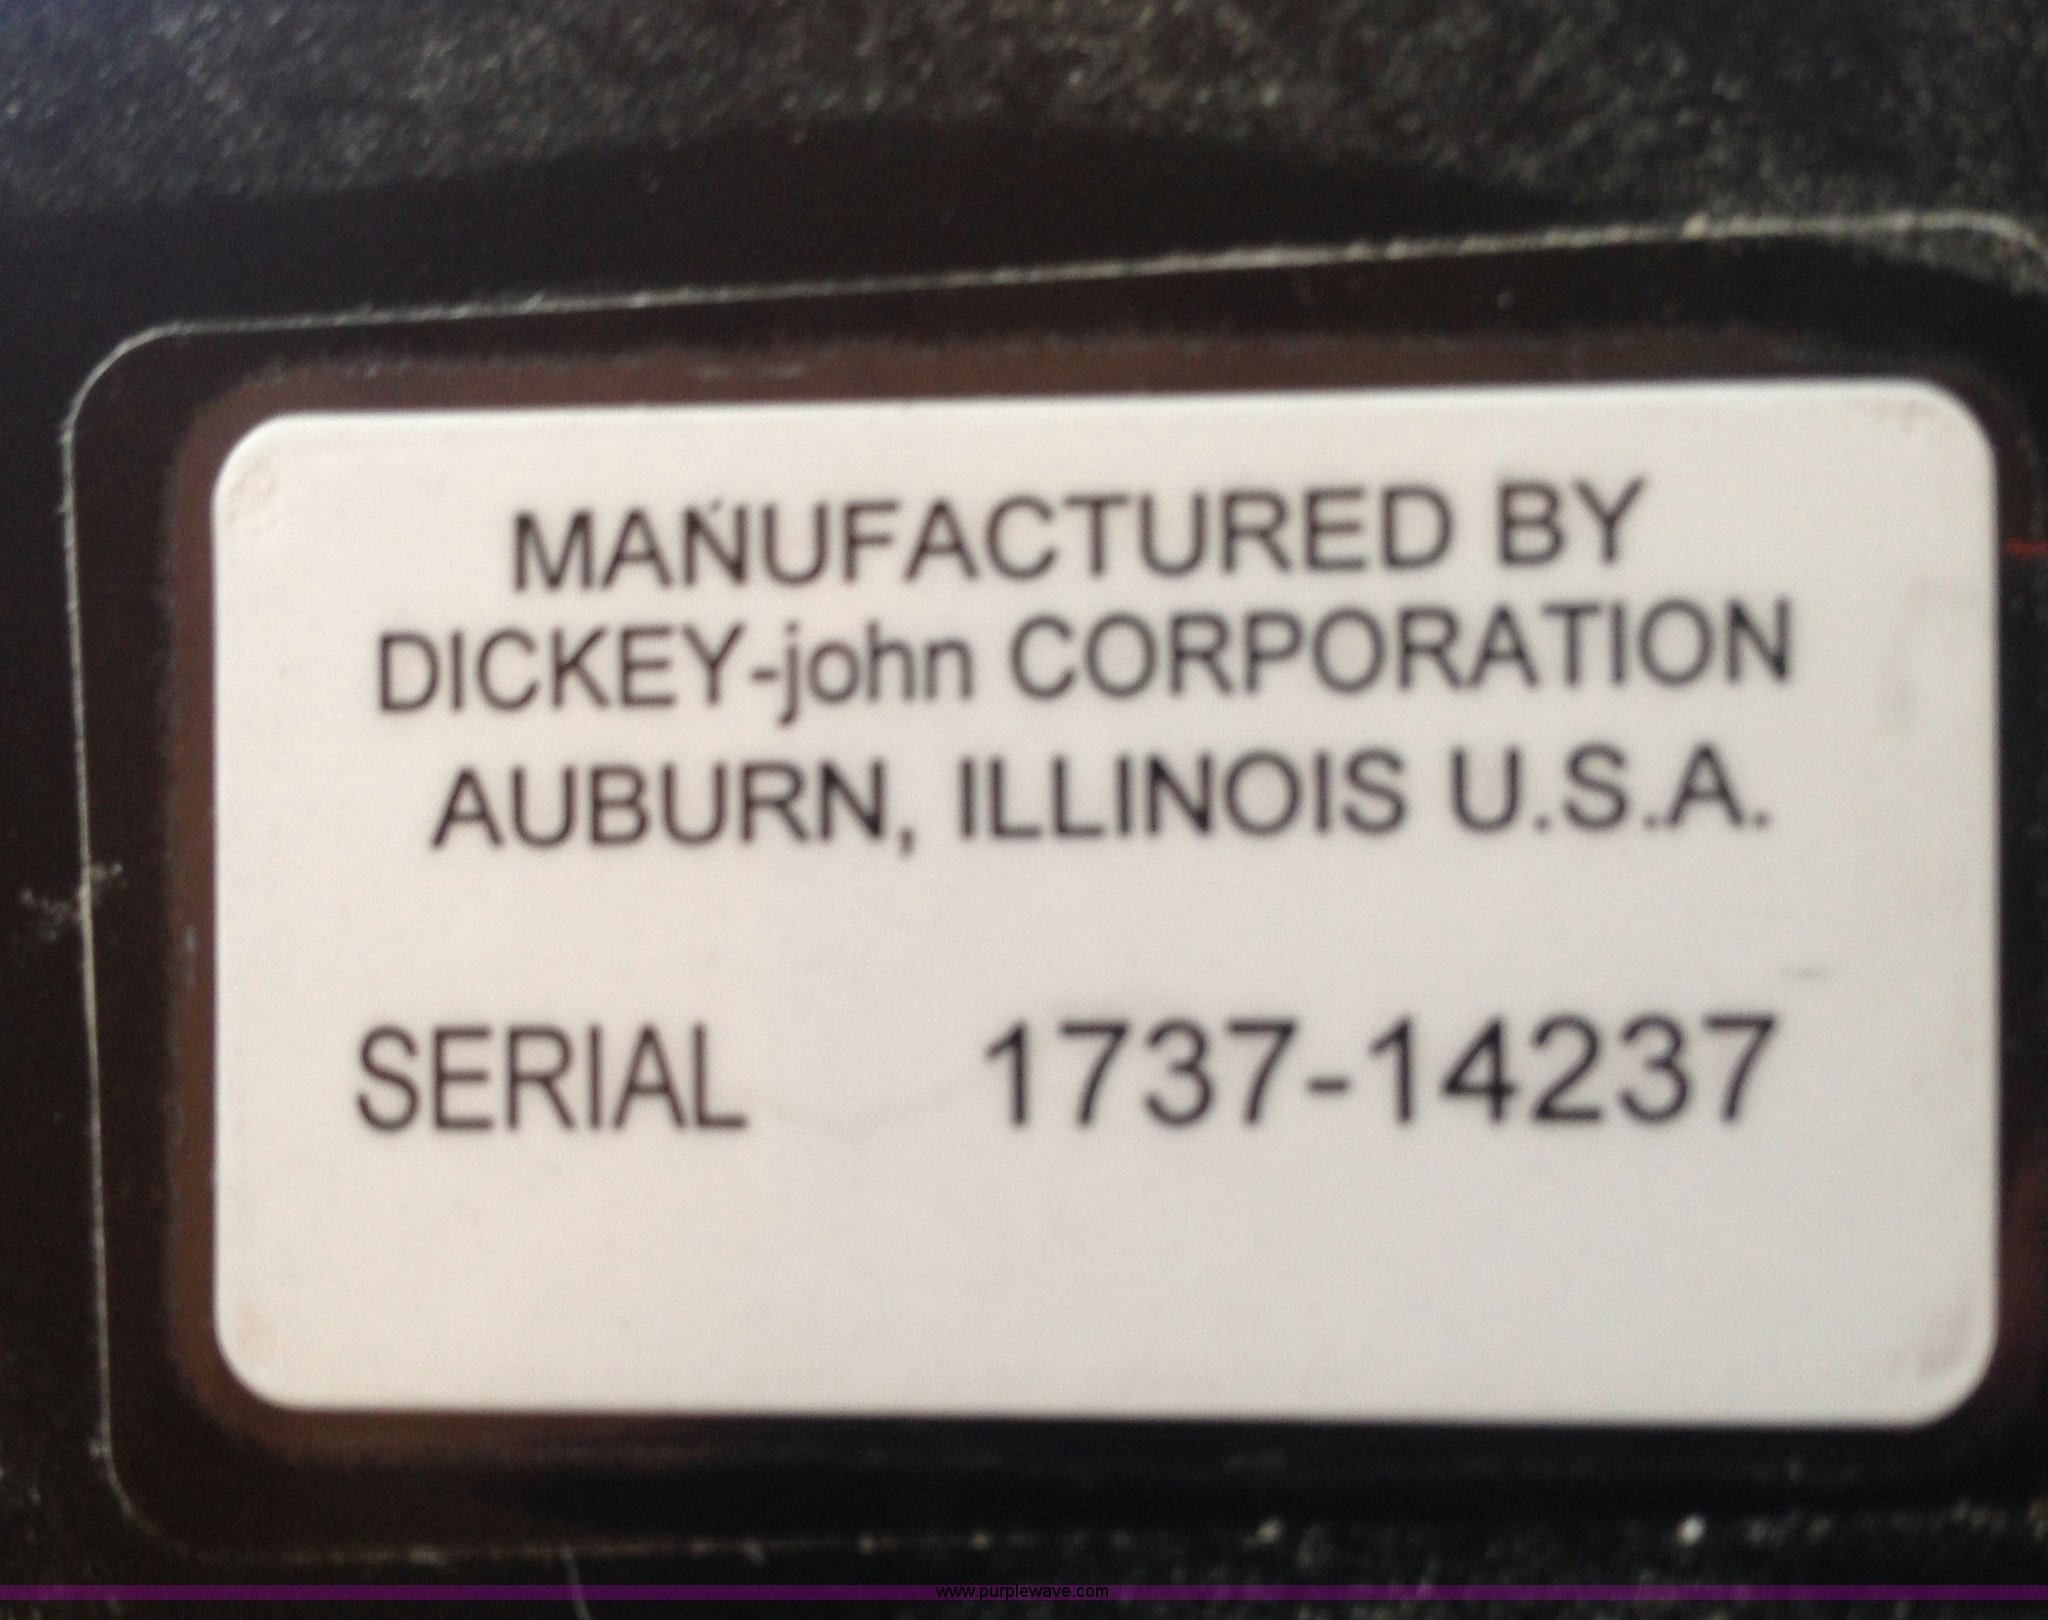 MANUFACTURED BY
DICKEY-john CORPORATION
AUBURN, ILLINOIS U.S.A.
SERIAL 1737-14237
www.purplewave.com